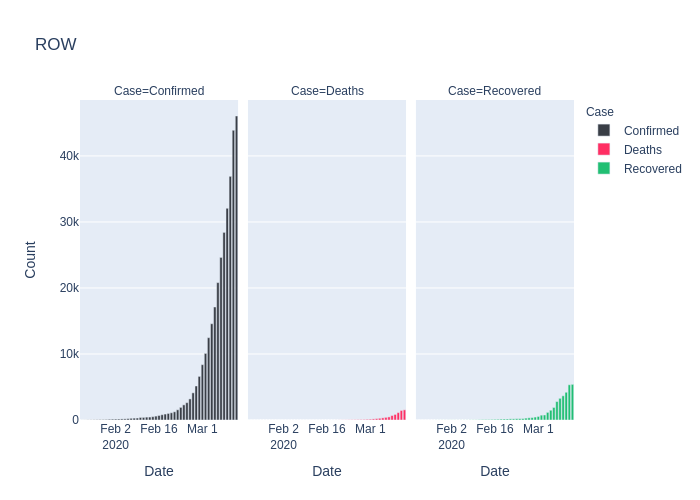 ROW
Case=Confirmed
Case=Deaths
Case=Recovered
Case
Confirmed
Deaths
Recovered
Count
40k
30k
20k
10k
0
Feb 2
2020
Feb 16
Mar 1
Feb 2
2020
Feb 16
Mar 1
Feb 2
2020
Feb 16
Mar 1
Date
Date
Date